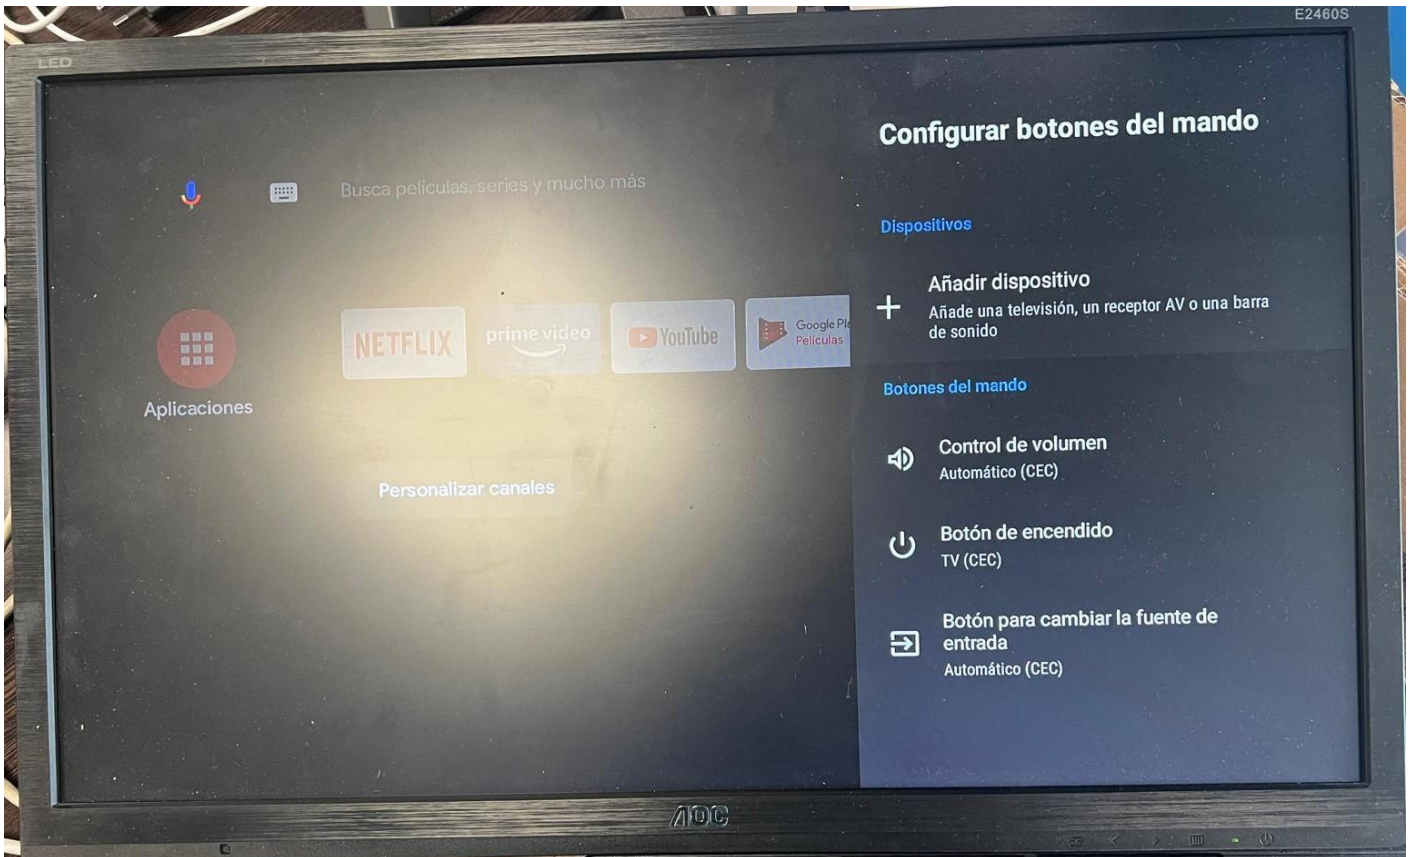 E2460S
LED
Configurar botones del mando
Busca películas, series y mucho más
Dispositivos
Añadir dispositivo
Añade una televisión, un receptor AV o una barra
de sonido
NETFLIX
prime video
YouTube
Google Pla
Películas
Botones del mando
Aplicaciones
Control de volumen
Automático (CEC)
Personalizar canales
Botón de encendido
TV (CEC)
Botón para cambiar la fuente de
entrada
Automático (CEC)
AOC